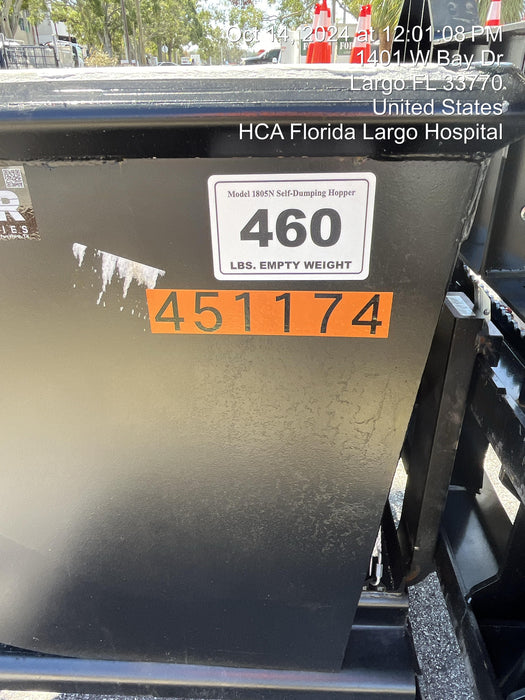 Oct 14, 2024 at 12:01:08 PM
1401 W Bay Dr
Largo FL 33770
United States
HCA Florida Largo Hospital
Model 1805N Self-Dumping Hopper
460
LBS. EMPTY WEIGHT
451174